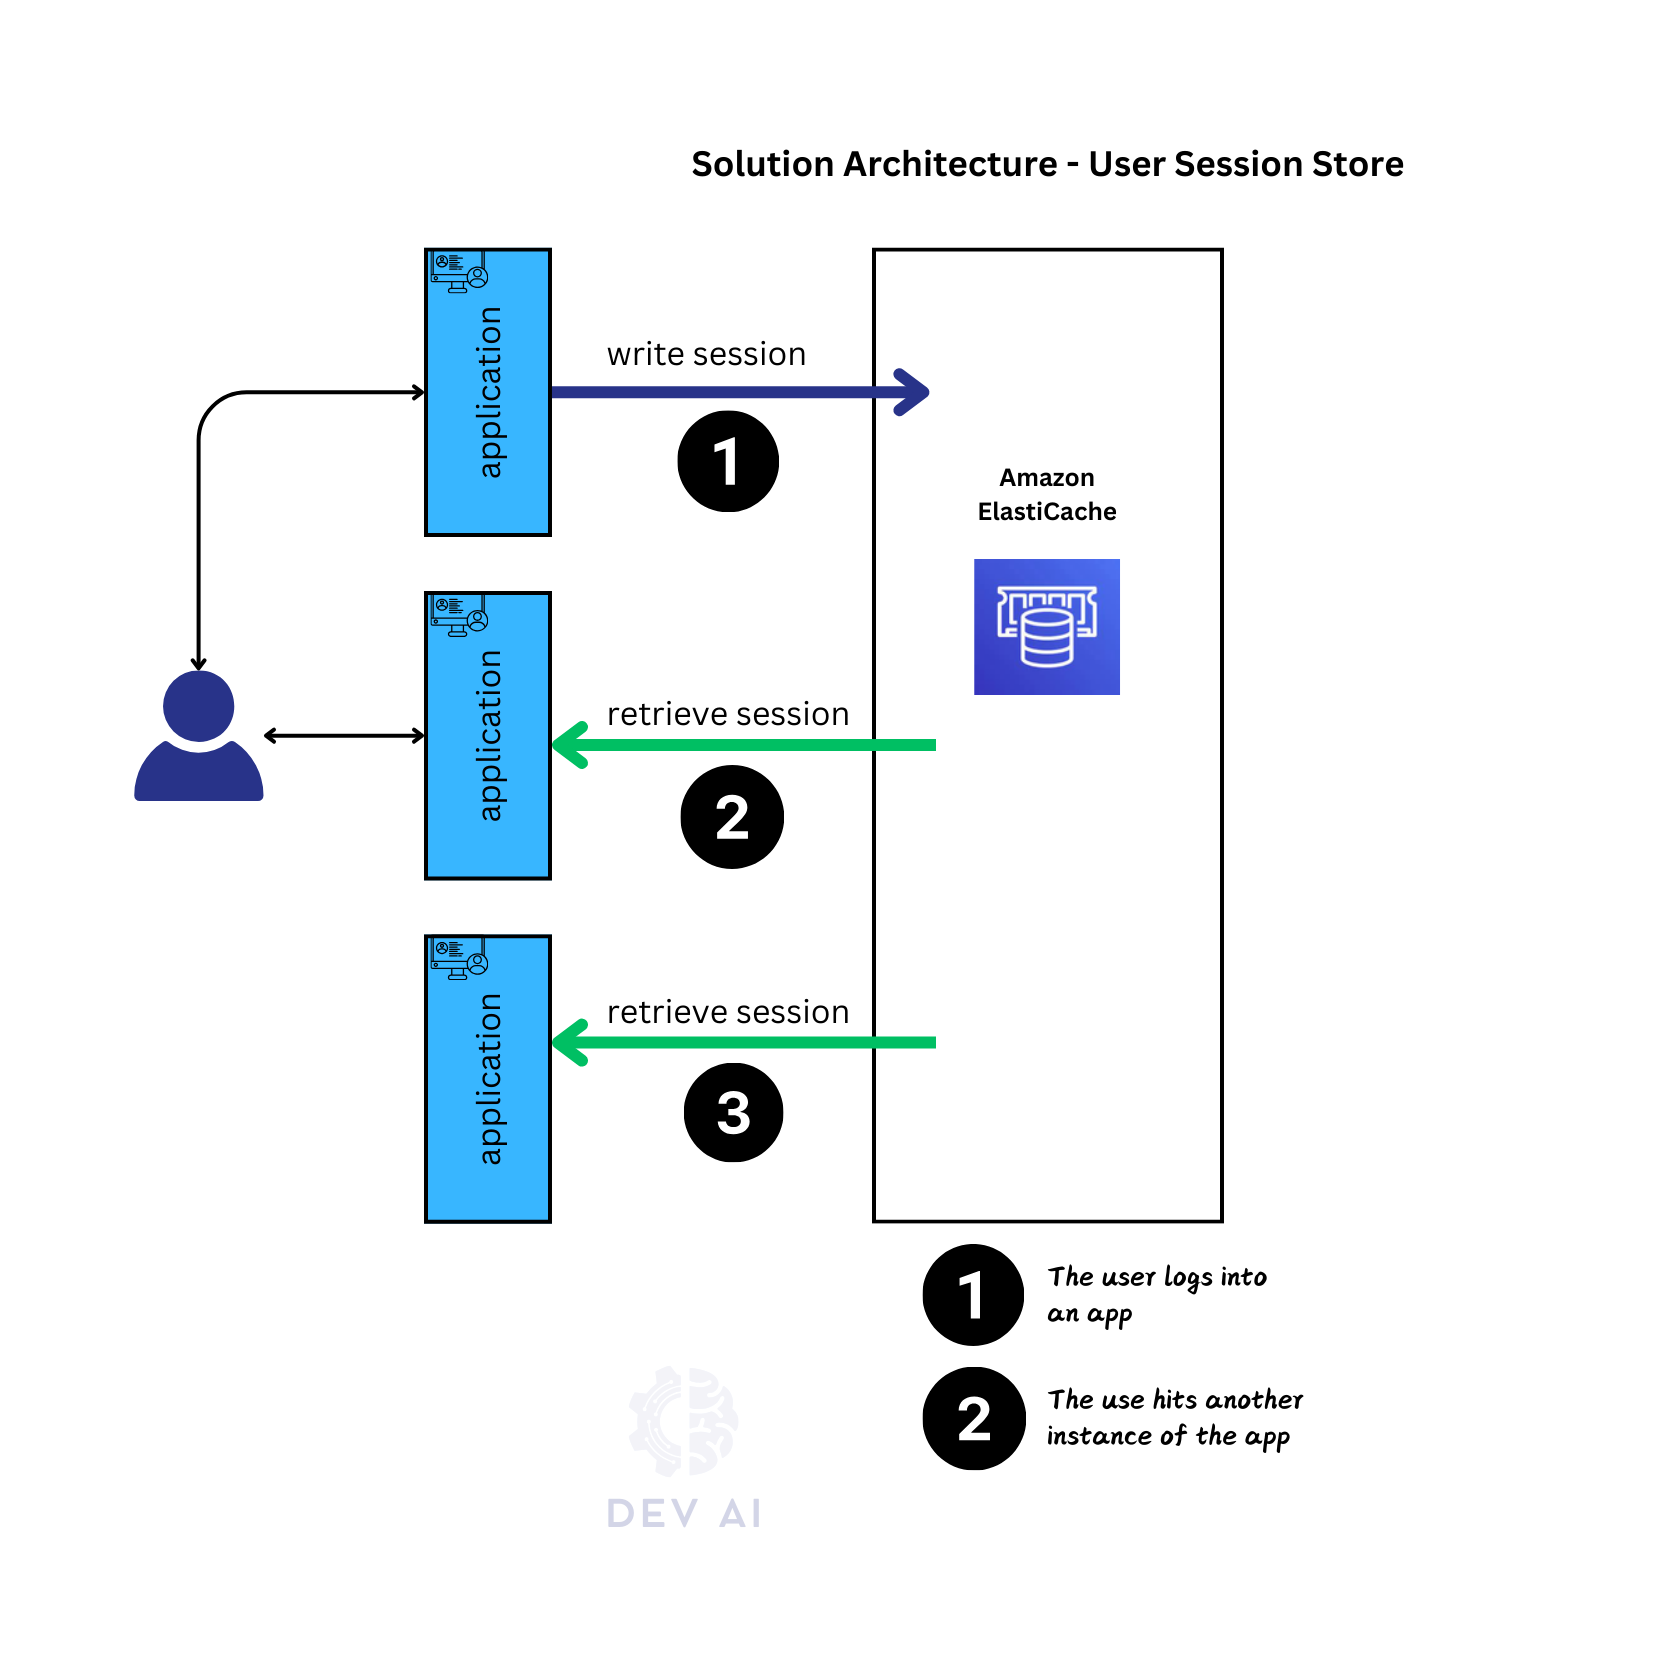 Solution Architecture - User Session Store
application
write session
1
Amazon
ElastiCache
application
retrieve session
2
application
retrieve session
3
1
The user logs into
an app
2
The use hits another
instance of the app
DEV AI